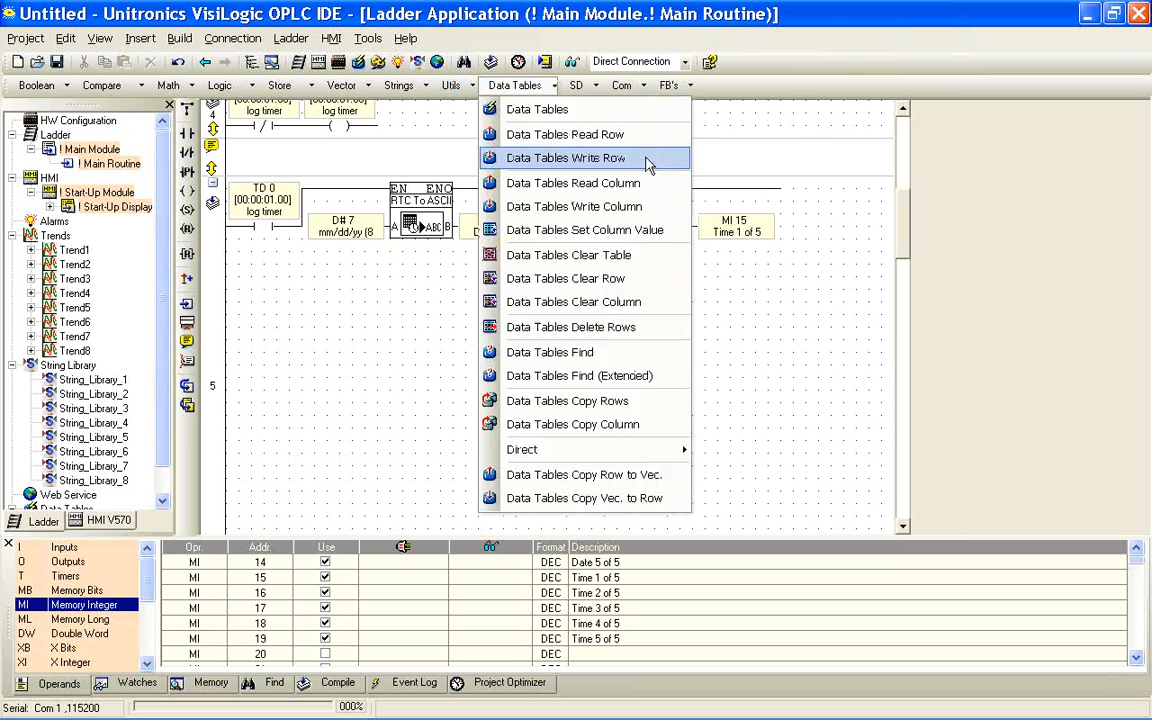 Untitled - Unitronics VisiLogic OPLC IDE - [Ladder Application (! Main Module.! Main Routine)]
Project Edit View Insert Build Connection Ladder HMI Tools Help
Direct Connection
Boolean Compare Math Logic Store Vector Strings Utils Data Tables SD Com FB's
HW Configuration
Ladder
! Main Module
! Main Routine
HMI
! Start-Up Module
! Start-Up Display
Alarms
Trends
Trend1
Trend2
Trend3
Trend4
Trend5
Trend6
Trend7
Trend8
String Library
String_Library_1
String_Library_2
String_Library_3
String_Library_4
String_Library_5
String_Library_6
String_Library_7
String_Library_8
Web Service
Ladder HMI V570
4
[00:00:01.00] [00:00:01.00]
log timer log timer
TD 0
[00:00:01.00]
log timer
D# 7
mm/dd/yy (8
EN ENO
RTC To ASCII
A ABC B
MI 15
Time 1 of 5
5
Data Tables
Data Tables Read Row
Data Tables Write Row
Data Tables Read Column
Data Tables Write Column
Data Tables Set Column Value
Data Tables Clear Table
Data Tables Clear Row
Data Tables Clear Column
Data Tables Delete Rows
Data Tables Find
Data Tables Find (Extended)
Data Tables Copy Rows
Data Tables Copy Column
Direct
Data Tables Copy Row to Vec.
Data Tables Copy Vec. to Row
I Inputs
O Outputs
T Timers
MB Memory Bits
MI Memory Integer
ML Memory Long
DW Double Word
XB X Bits
XI X Integer
Opr. Addr. Use Format Description
MI 14 DEC Date 5 of 5
MI 15 DEC Time 1 of 5
MI 16 DEC Time 2 of 5
MI 17 DEC Time 3 of 5
MI 18 DEC Time 4 of 5
MI 19 DEC Time 5 of 5
MI 20 DEC
Operands Watches Memory Find Compile Event Log Project Optimizer
Serial: Com 1 ,115200 000%